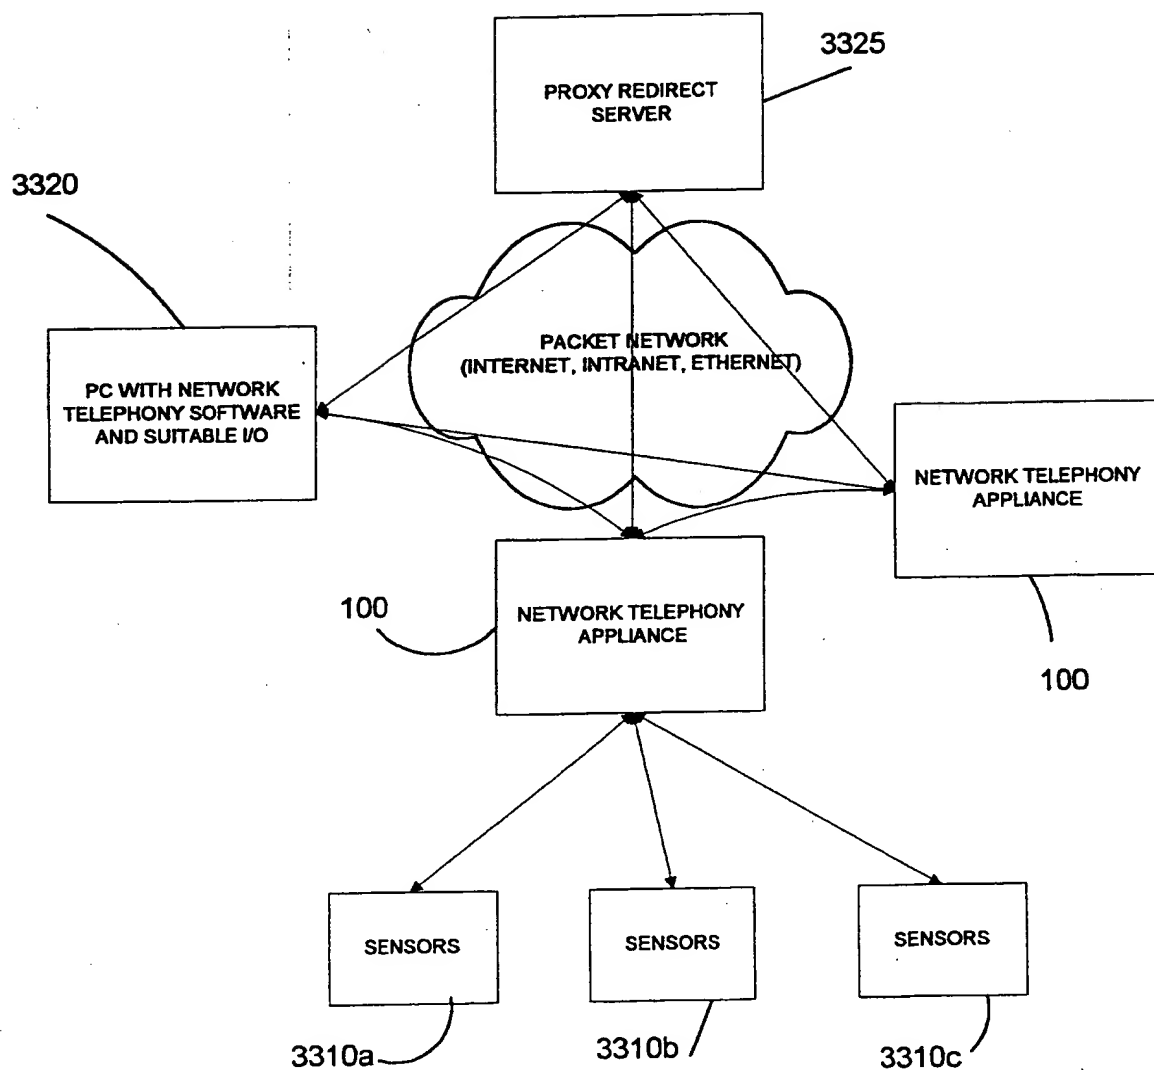 3325
PROXY REDIRECT
SERVER
3320
PACKET NETWORK
(INTERNET, INTRANET, ETHERNET)
PC WITH NETWORK
TELEPHONY SOFTWARE
AND SUITABLE I/O
NETWORK TELEPHONY
APPLIANCE
100
NETWORK TELEPHONY
APPLIANCE
100
SENSORS
SENSORS
SENSORS
3310a
3310b
3310c